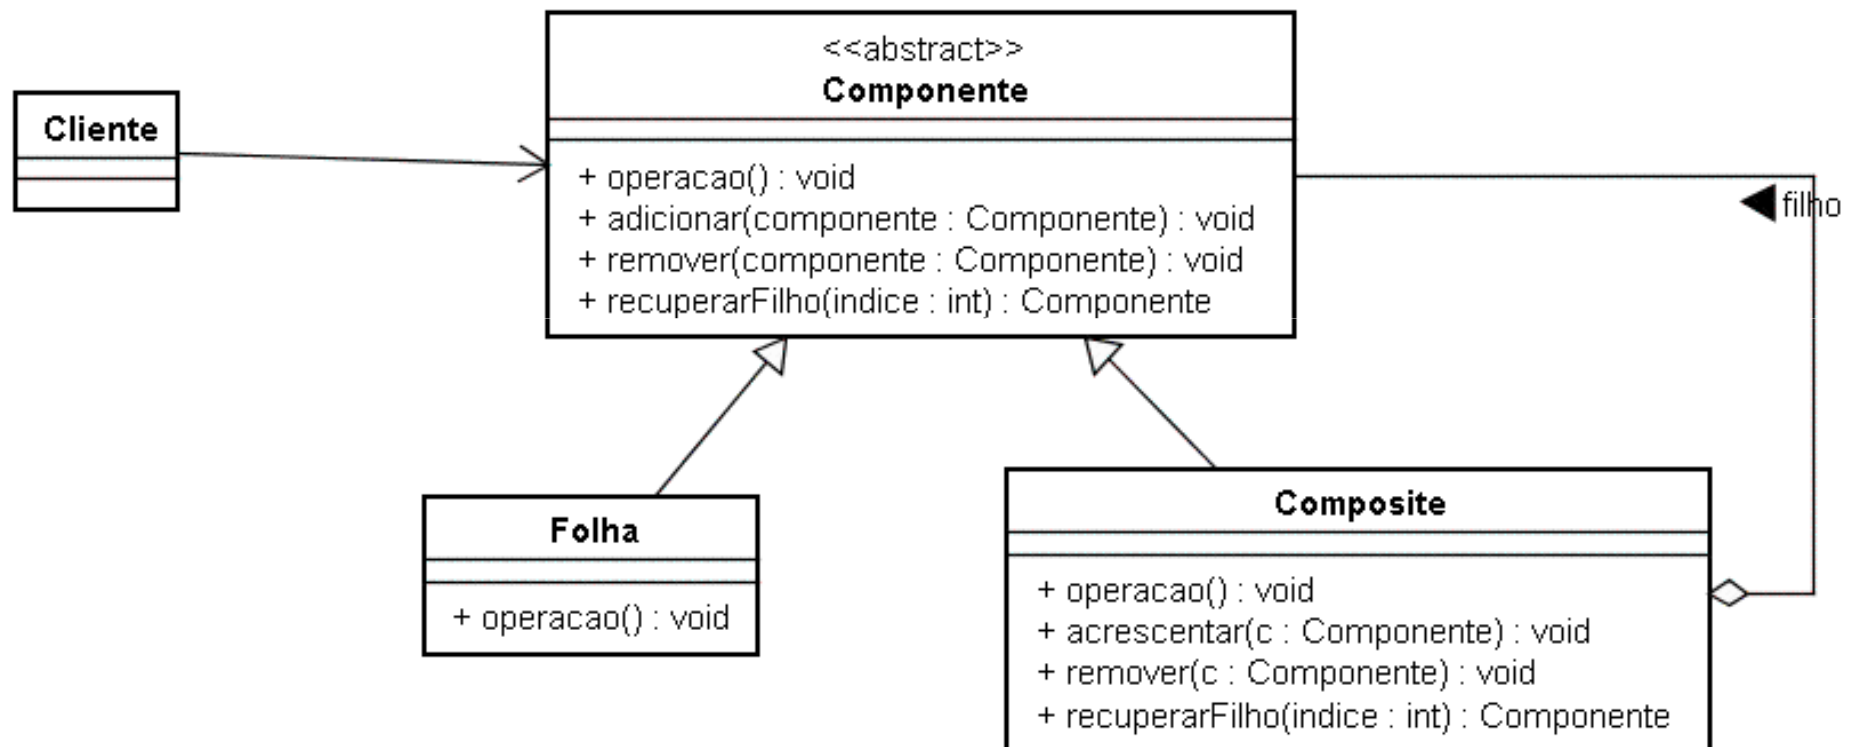 <<abstract>>
Componente
Cliente
+ operacao() : void
+ adicionar(componente : Componente) : void
+ remover(componente : Componente) : void
+ recuperarFilho(indice : int) : Componente
filho
Folha
+ operacao() : void
Composite
+ operacao() : void
+ acrescentar(c : Componente) : void
+ remover(c : Componente) : void
+ recuperarFilho(indice : int) : Componente